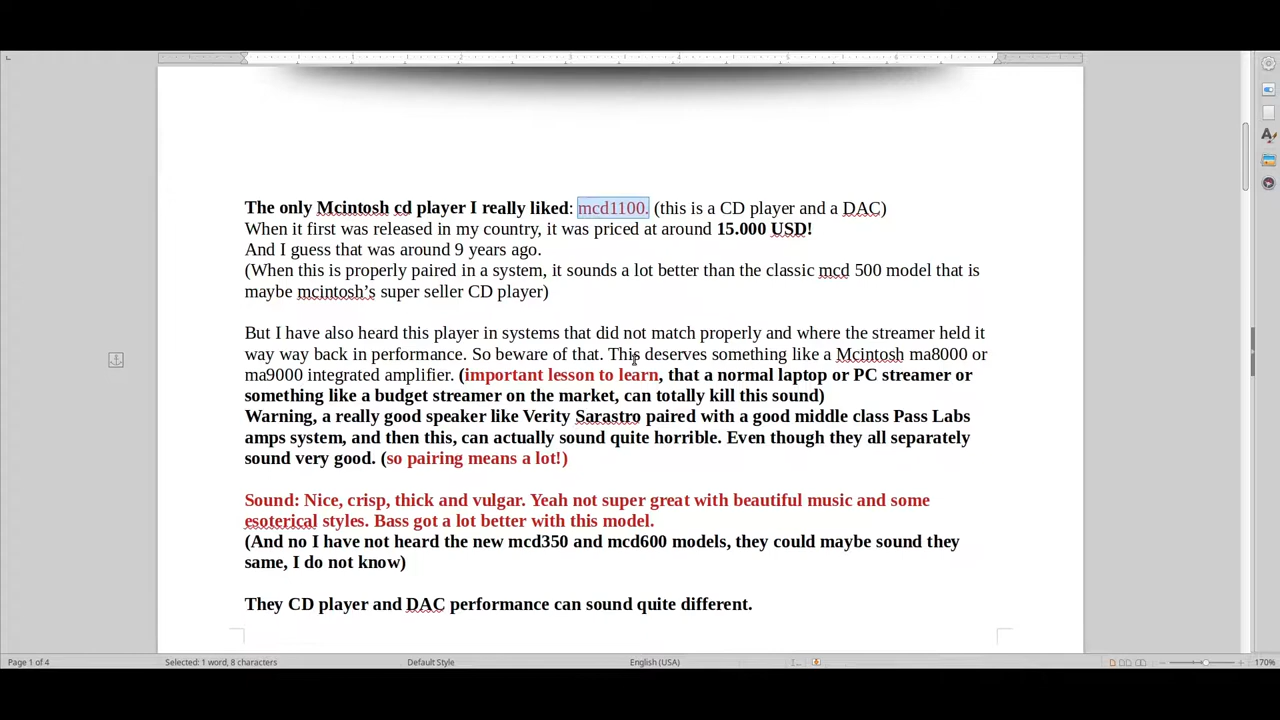 The only Mcintosh cd player I really liked: mcd1100. (this is a CD player and a DAC)
When it first was released in my country, it was priced at around 15.000 USD!
And I guess that was around 9 years ago.
(When this is properly paired in a system, it sounds a lot better than the classic mcd 500 model that is
maybe mcintosh’s super seller CD player)
But I have also heard this player in systems that did not match properly and where the streamer held it
way way back in performance. So beware of that. This deserves something like a Mcintosh ma8000 or
ma9000 integrated amplifier. (important lesson to learn, that a normal laptop or PC streamer or
something like a budget streamer on the market, can totally kill this sound)
Warning, a really good speaker like Verity Sarastro paired with a good middle class Pass Labs
amps system, and then this, can actually sound quite horrible. Even though they all separately
sound very good. (so pairing means a lot!)
Sound: Nice, crisp, thick and vulgar. Yeah not super great with beautiful music and some
esoterical styles. Bass got a lot better with this model.
(And no I have not heard the new mcd350 and mcd600 models, they could maybe sound they
same, I do not know)
They CD player and DAC performance can sound quite different.
Page 1 of 4 Selected: 1 word, 8 characters Default Style English (USA) 170%